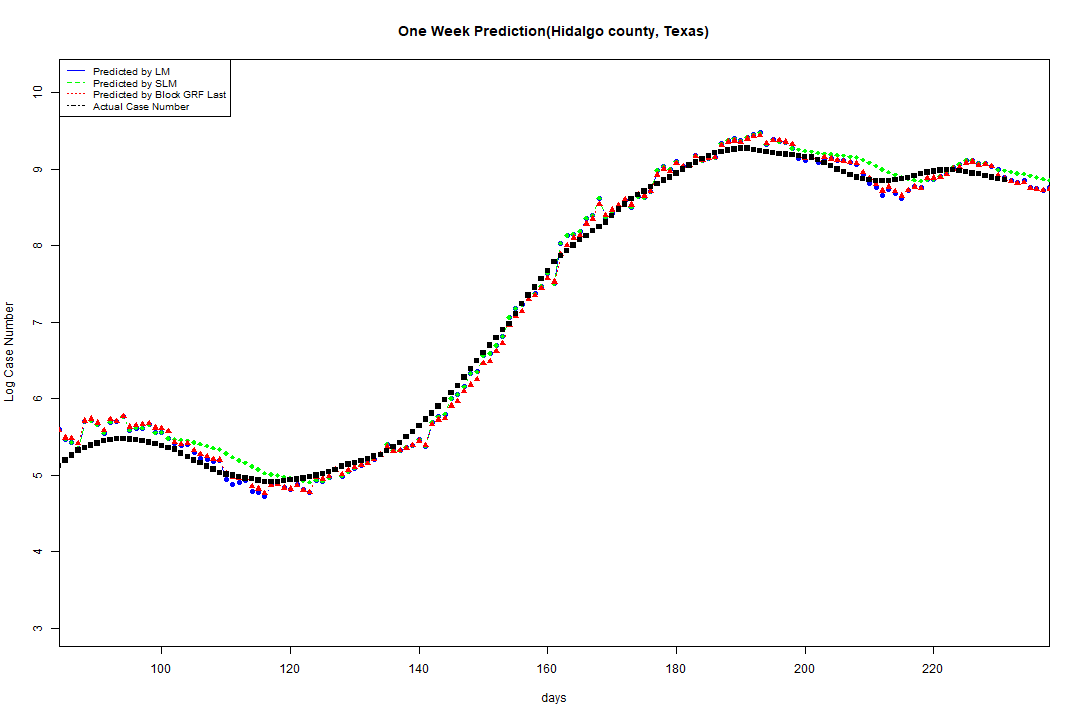 One Week Prediction(Hidalgo county, Texas)
Predicted by LM
Predicted by SLM
Predicted by Block GRF Last
Actual Case Number
10
9
8
7
6
5
4
3
Log Case Number
100 120 140 160 180 200 220
days